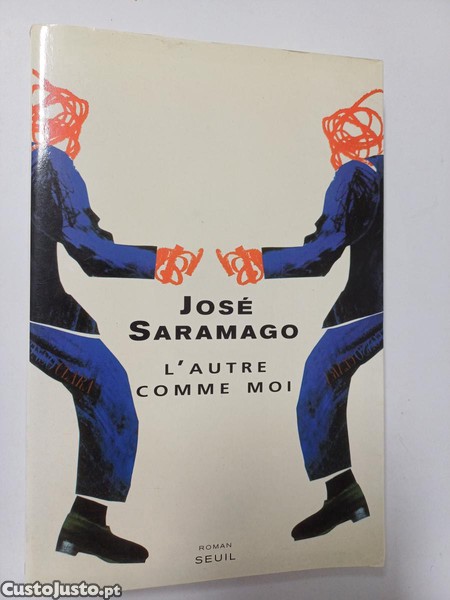 JOSÉ
SARAMAGO
L'AUTRE
COMME MOI
ROMAN
SEUIL
CustoJusto.pt